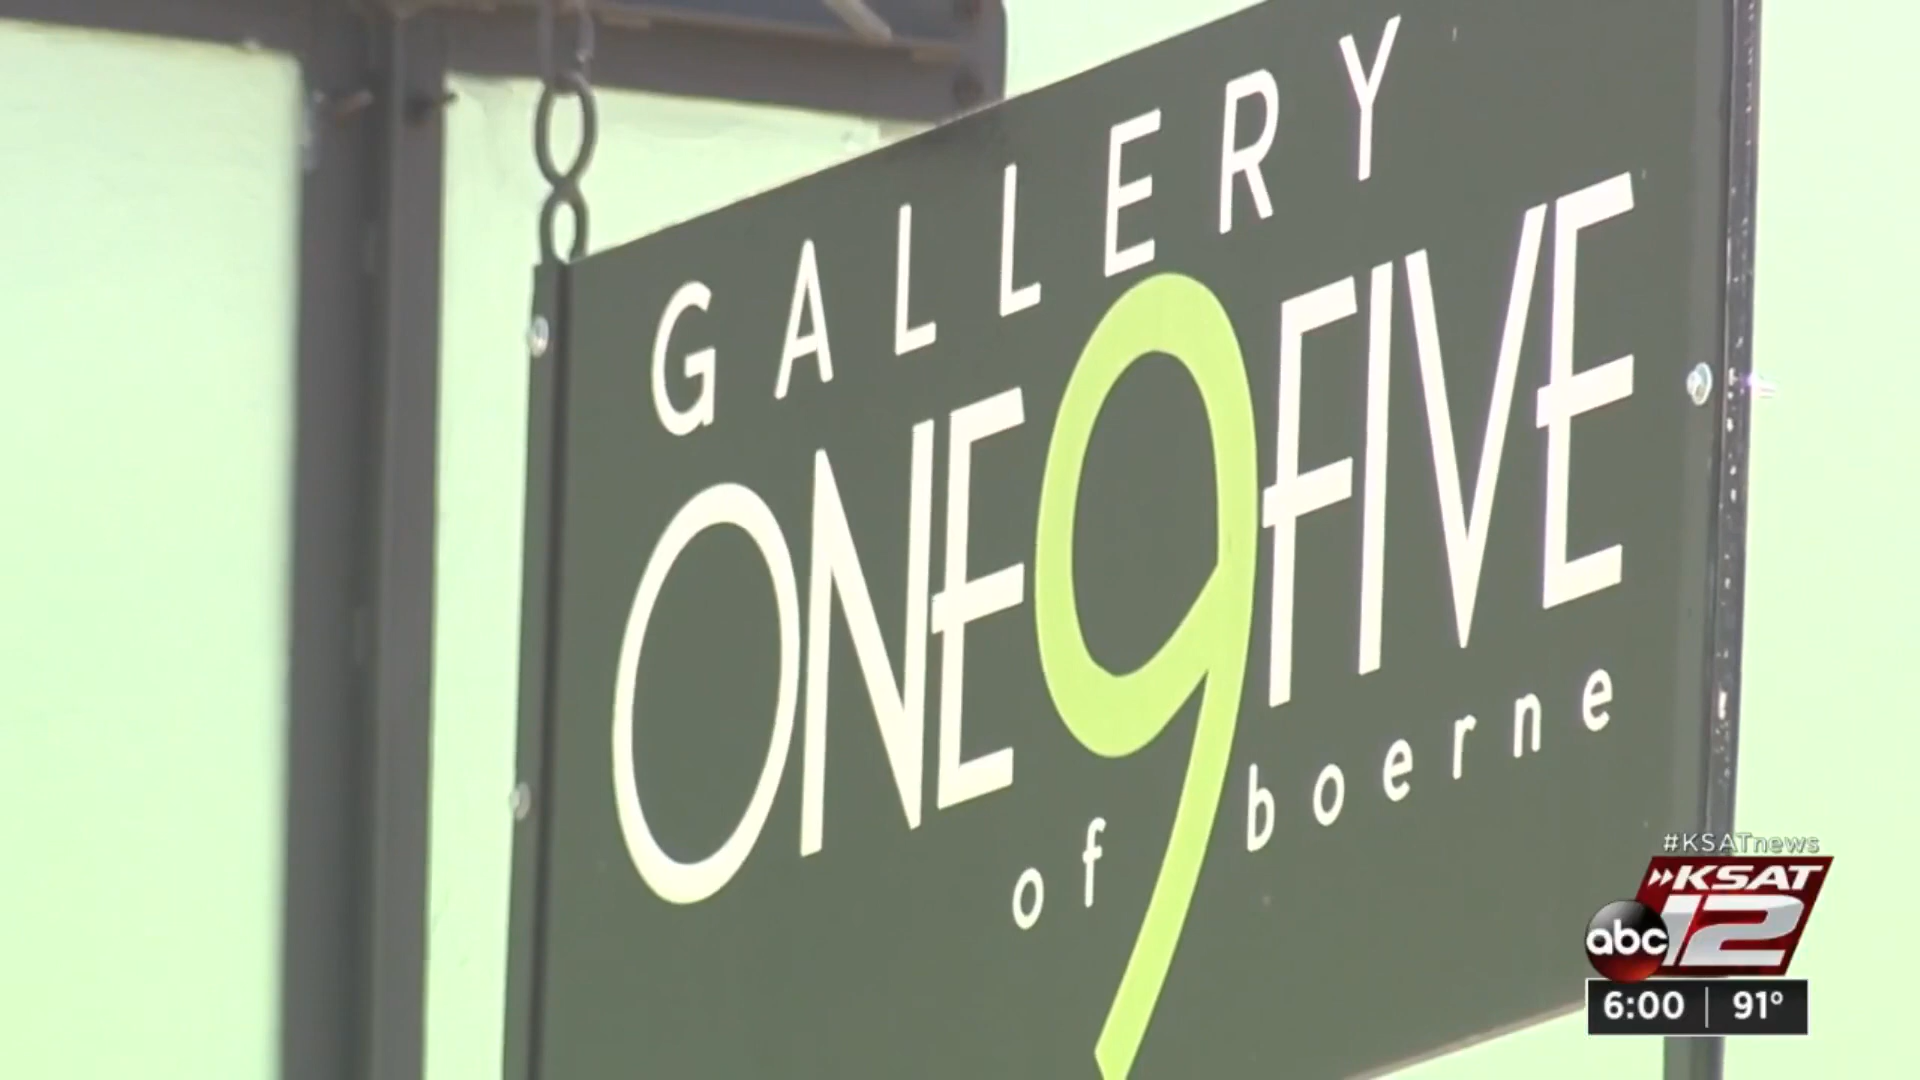 GALLERY
ONE9FIVE
of boerne
#KSATnews
KSAT
abc 12
6:00 | 91°